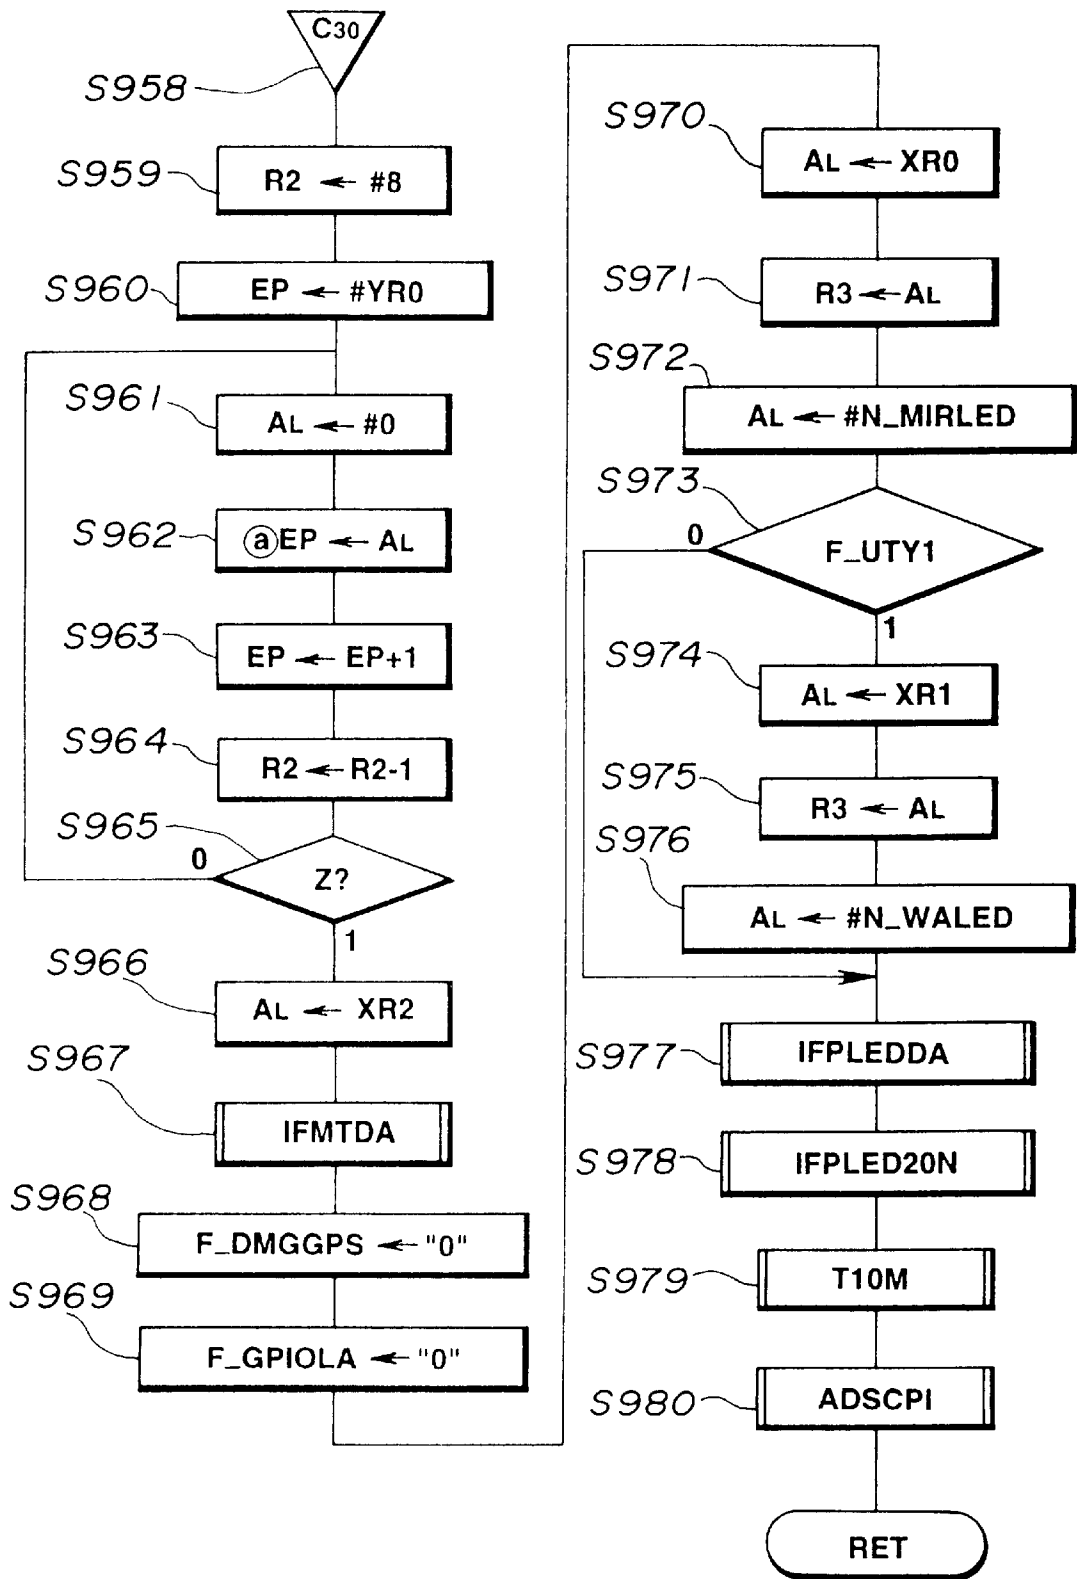 C30
S958
S959
R2 ← #8
S960
EP ← #YR0
S961
AL ← #0
S962
ⓐEP ← AL
S963
EP ← EP+1
S964
R2 ← R2-1
S965
0
Z?
1
S966
AL ← XR2
S967
IFMTDA
S968
F_DMGGPS ← "0"
S969
F_GPIOLA ← "0"
S970
AL ← XR0
S971
R3 ← AL
S972
AL ← #N_MIRLED
S973
0
F_UTY1
1
S974
AL ← XR1
S975
R3 ← AL
S976
AL ← #N_WALED
S977
IFPLEDDA
S978
IFPLED20N
S979
T10M
S980
ADSCPI
RET